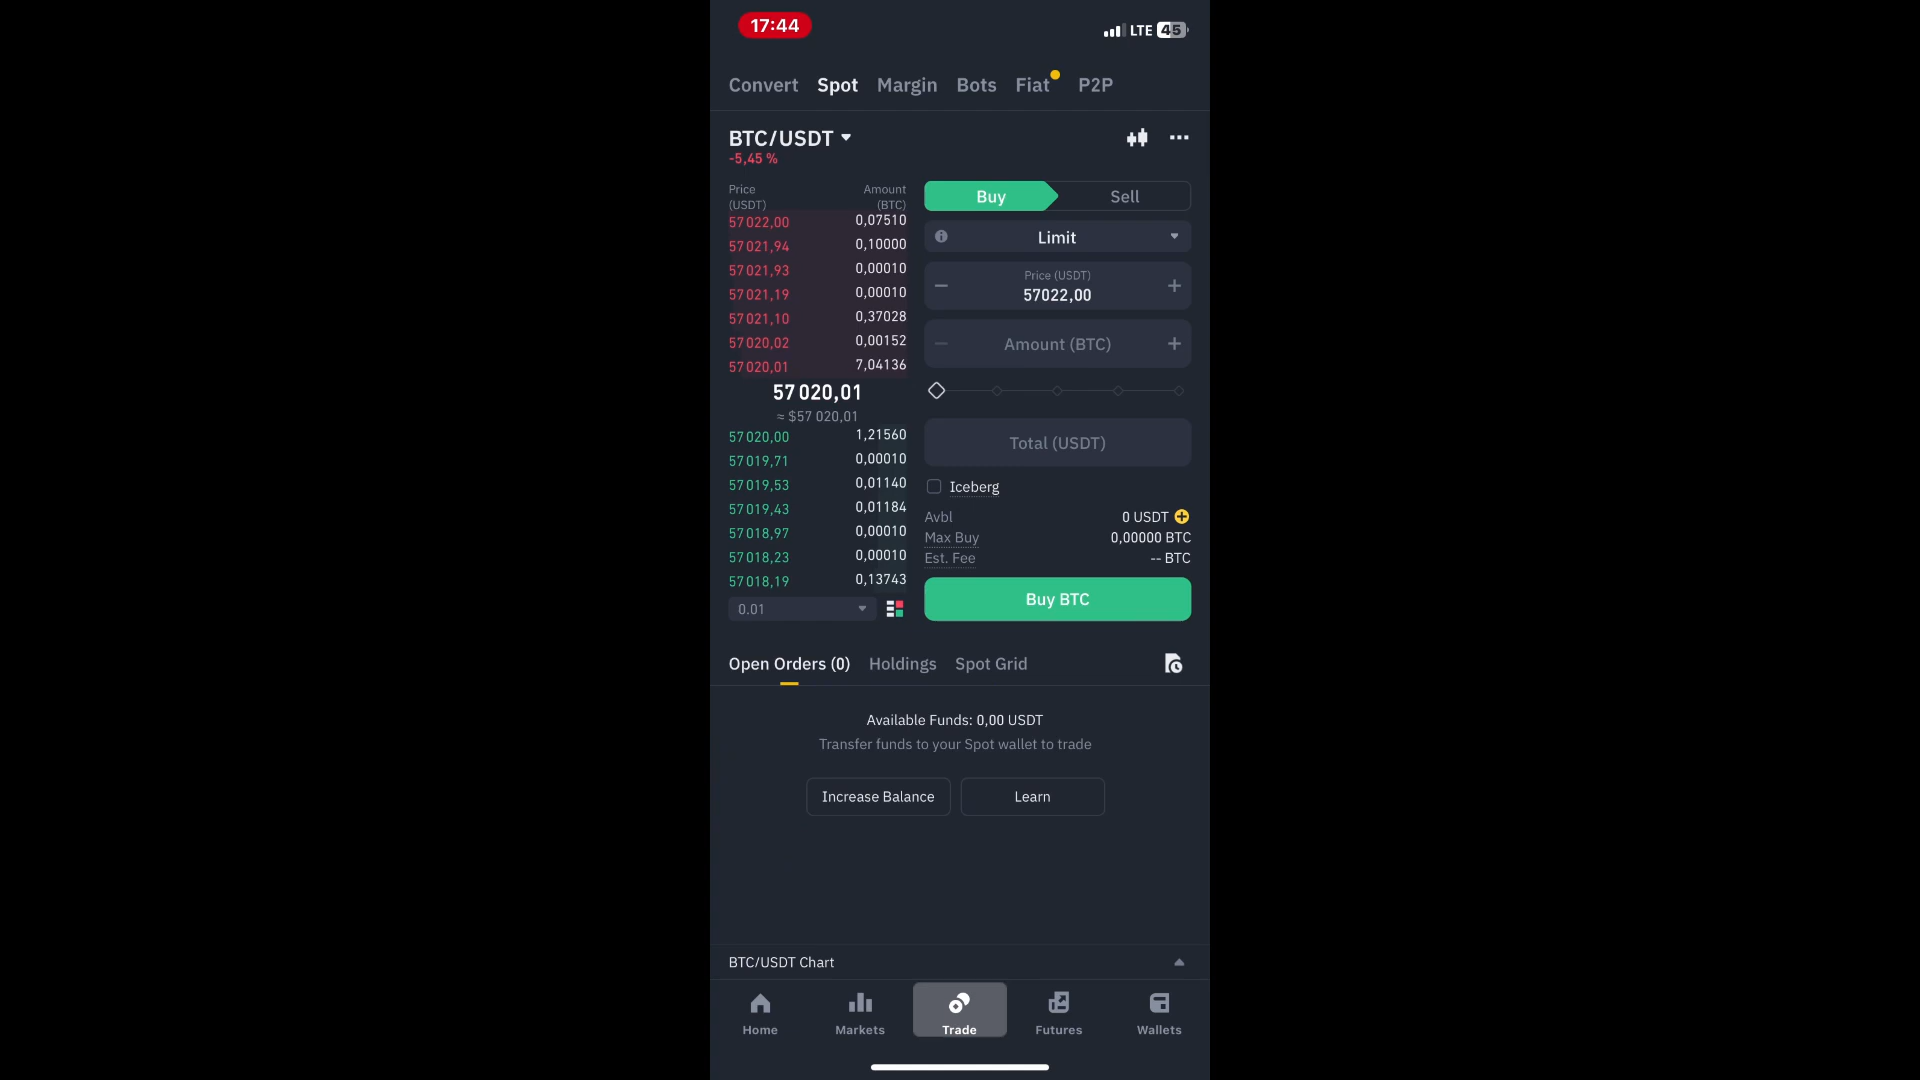 17:44
LTE 45
Convert Spot Margin Bots Fiat P2P
BTC/USDT
-5,45 %
Price (USDT) Amount (BTC)
57 022,00 0,07510
57 021,94 0,10000
57 021,93 0,00010
57 021,19 0,00010
57 021,10 0,37028
57 020,02 0,00152
57 020,01 7,04136
57 020,01
≈ $57 020,01
57 020,00 1,21560
57 019,71 0,00010
57 019,53 0,01140
57 019,43 0,01184
57 018,97 0,00010
57 018,23 0,00010
57 018,19 0,13743
0.01
Buy Sell
Limit
Price (USDT)
57022,00
Amount (BTC)
Total (USDT)
Iceberg
Avbl 0 USDT
Max Buy 0,00000 BTC
Est. Fee -- BTC
Buy BTC
Open Orders (0) Holdings Spot Grid
Available Funds: 0,00 USDT
Transfer funds to your Spot wallet to trade
Increase Balance Learn
BTC/USDT Chart
Home Markets Trade Futures Wallets